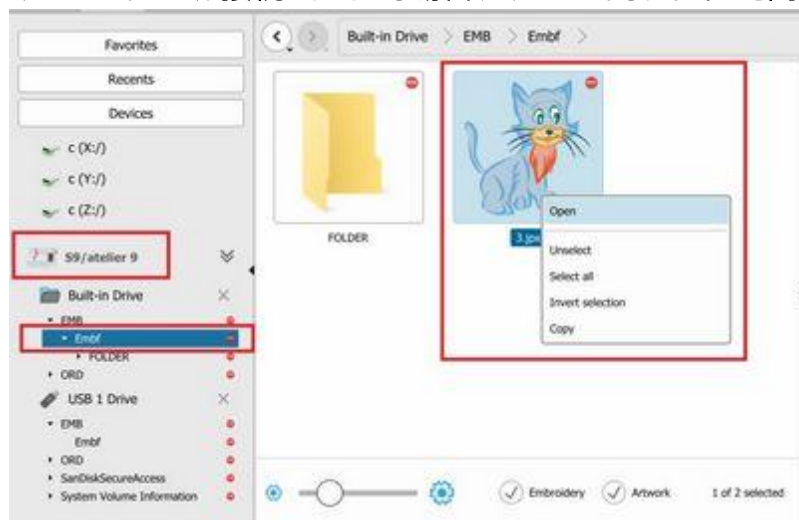 Favorites
Recents
Devices
c (X:/)
c (Y:/)
c (Z:/)
S9/atelier 9
Built-in Drive
EMB
Embf
FOLDER
ORD
USB 1 Drive
EMB
Embf
ORD
SanDiskSecureAccess
System Volume Information
Built-in Drive > EMB > Embf >
FOLDER
3.jpx
Open
Unselect
Select all
Invert selection
Copy
Embroidery Artwork 1 of 2 selected